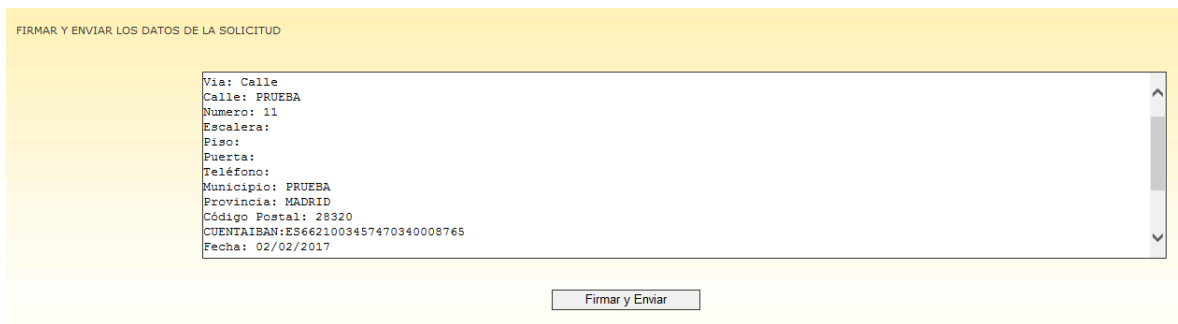 FIRMAR Y ENVIAR LOS DATOS DE LA SOLICITUD
Via: Calle
Calle: PRUEBA
Numero: 11
Escalera:
Piso:
Puerta:
Teléfono:
Municipio: PRUEBA
Provincia: MADRID
Código Postal: 28320
CUENTAIBAN:ES6621003457470340008765
Fecha: 02/02/2017
Firmar y Enviar